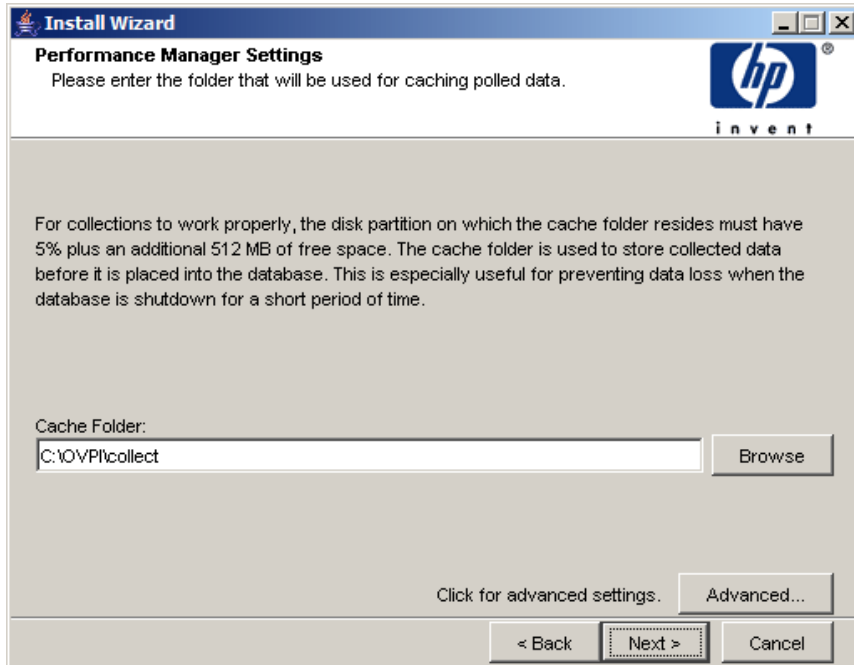 Install Wizard
Performance Manager Settings
Please enter the folder that will be used for caching polled data.
hp
®
invent
For collections to work properly, the disk partition on which the cache folder resides must have
5% plus an additional 512 MB of free space. The cache folder is used to store collected data
before it is placed into the database. This is especially useful for preventing data loss when the
database is shutdown for a short period of time.
Cache Folder:
C:\OVPI\collect
Browse
Click for advanced settings.
Advanced...
< Back
Next >
Cancel